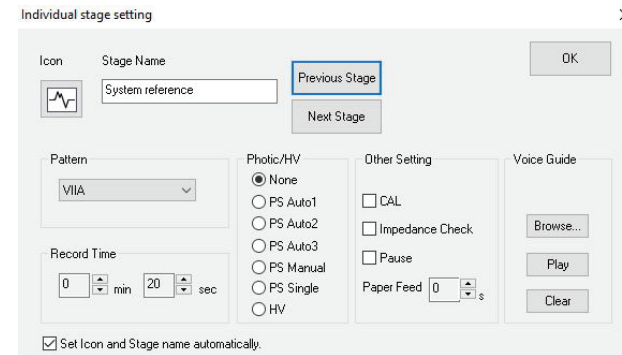 Individual stage setting
Icon
Stage Name
OK
System reference
Previous Stage
Next Stage
Pattern
VIIA
Record Time
0 min 20 sec
Photic/HV
None
PS Auto1
PS Auto2
PS Auto3
PS Manual
PS Single
HV
Other Setting
CAL
Impedance Check
Pause
Paper Feed 0 s
Voice Guide
Browse...
Play
Clear
Set Icon and Stage name automatically.